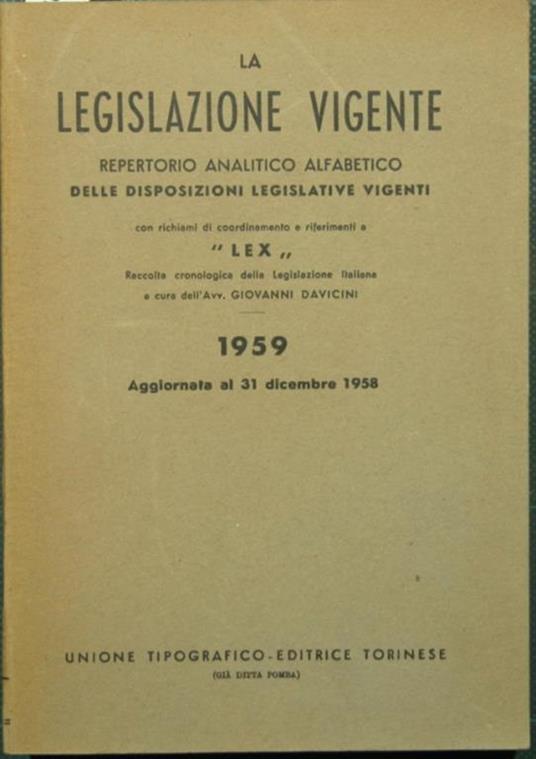 LA
LEGISLAZIONE VIGENTE
REPERTORIO ANALITICO ALFABETICO
DELLE DISPOSIZIONI LEGISLATIVE VIGENTI
con richiami di coordinamento e riferimenti a
" LEX „
Raccolta cronologica della Legislazione Italiana
a cura dell'Avv. GIOVANNI DAVICINI
1959
Aggiornata al 31 dicembre 1958
UNIONE TIPOGRAFICO-EDITRICE TORINESE
(GIÀ DITTA POMBA)